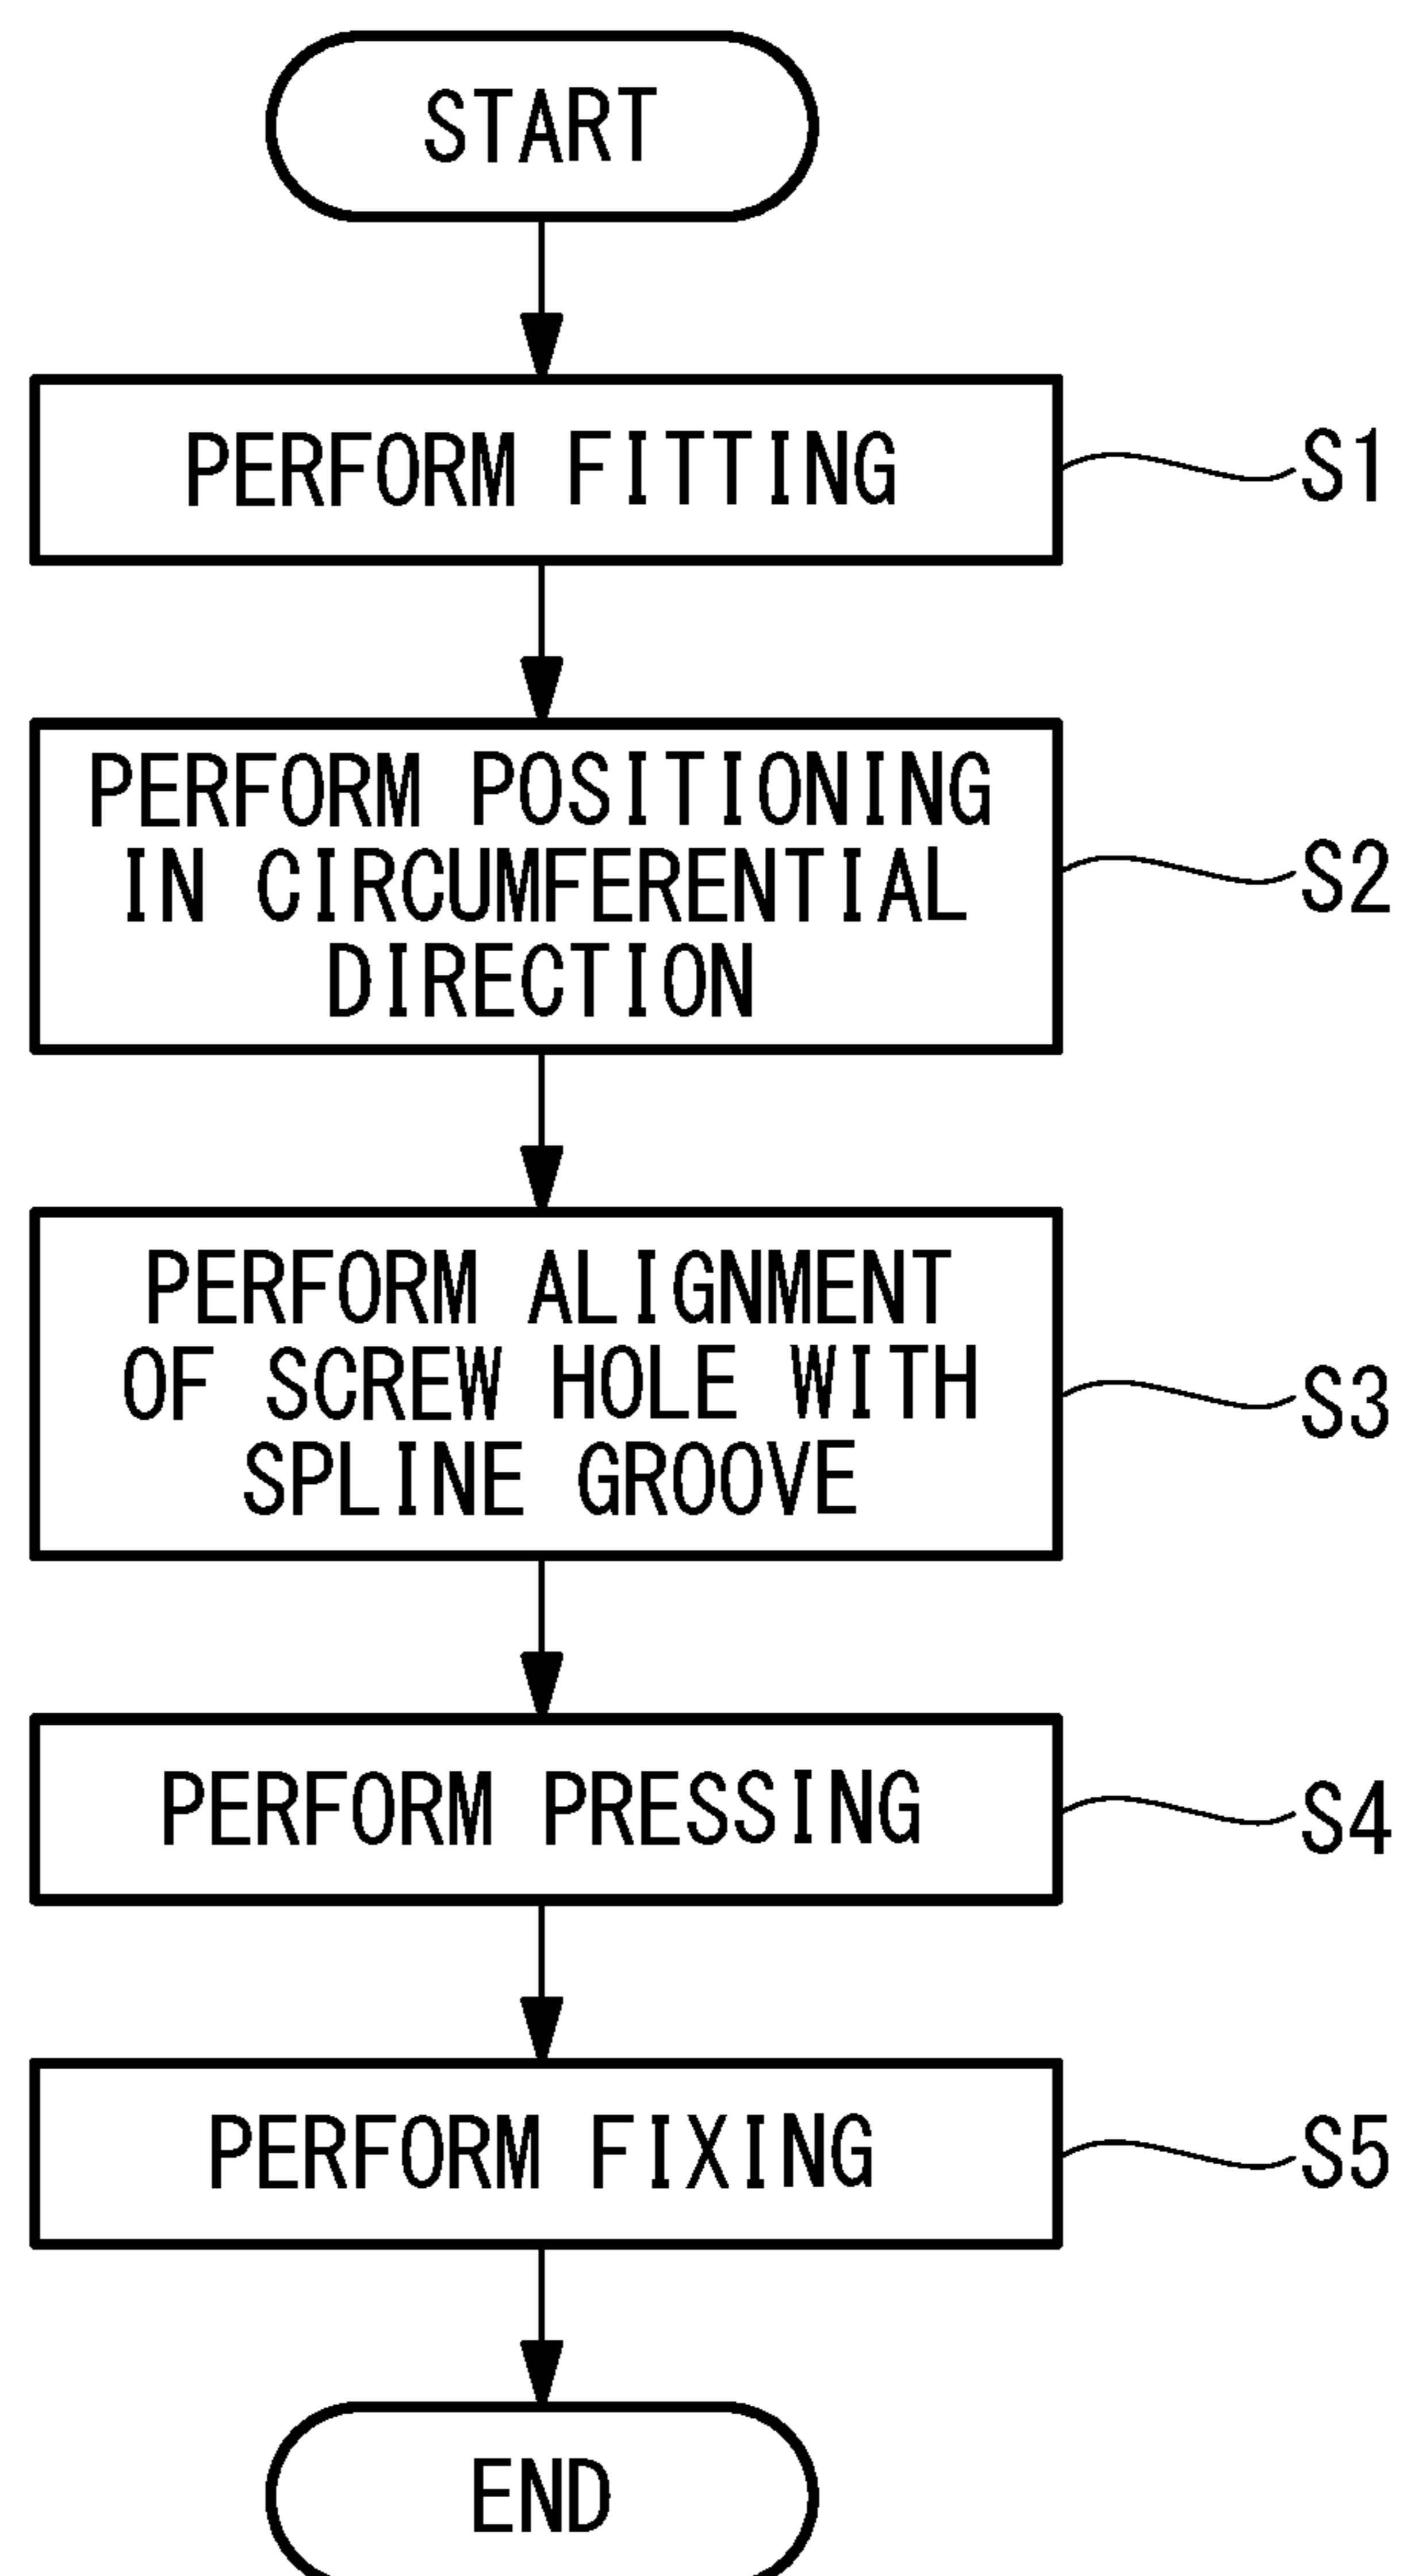 START
PERFORM FITTING
S1
PERFORM POSITIONING
IN CIRCUMFERENTIAL
DIRECTION
S2
PERFORM ALIGNMENT
OF SCREW HOLE WITH
SPLINE GROOVE
S3
PERFORM PRESSING
S4
PERFORM FIXING
S5
END